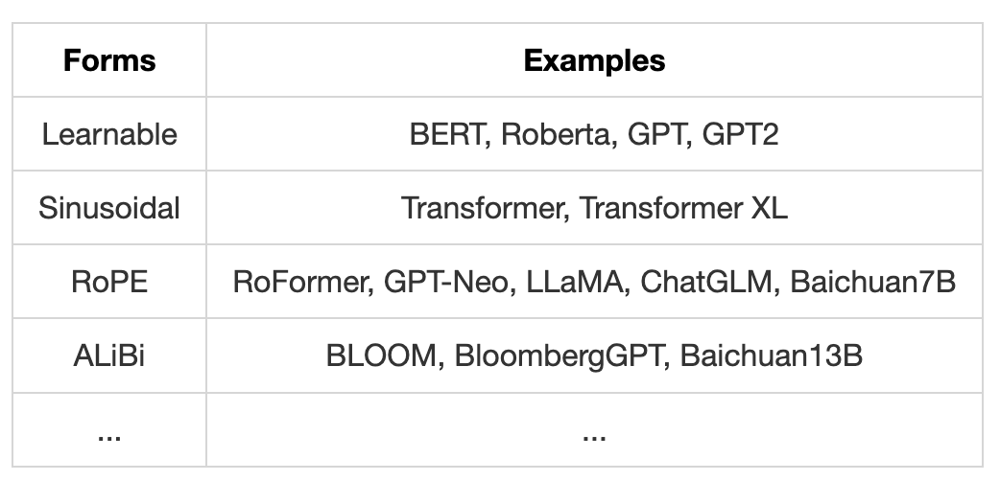 Forms Examples
Learnable BERT, Roberta, GPT, GPT2
Sinusoidal Transformer, Transformer XL
RoPE RoFormer, GPT-Neo, LLaMA, ChatGLM, Baichuan7B
ALiBi BLOOM, BloombergGPT, Baichuan13B
... ...